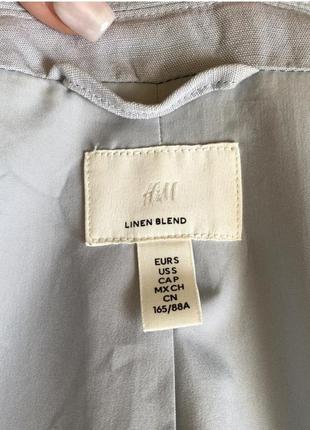 H&M
LINEN BLEND
EUR S
US S
CA P
MX CH
CN
165/88A